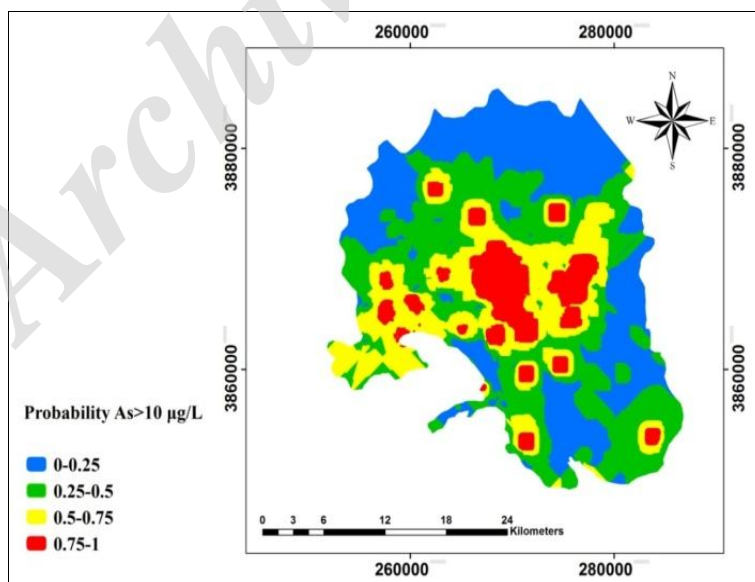 Archiv
260000
280000
N
W E
S
3880000
3880000
3860000
3860000
Probability As>10 µg/L
0-0.25
0.25-0.5
0.5-0.75
0.75-1
0 3 6 12 18 24
Kilometers
260000
280000